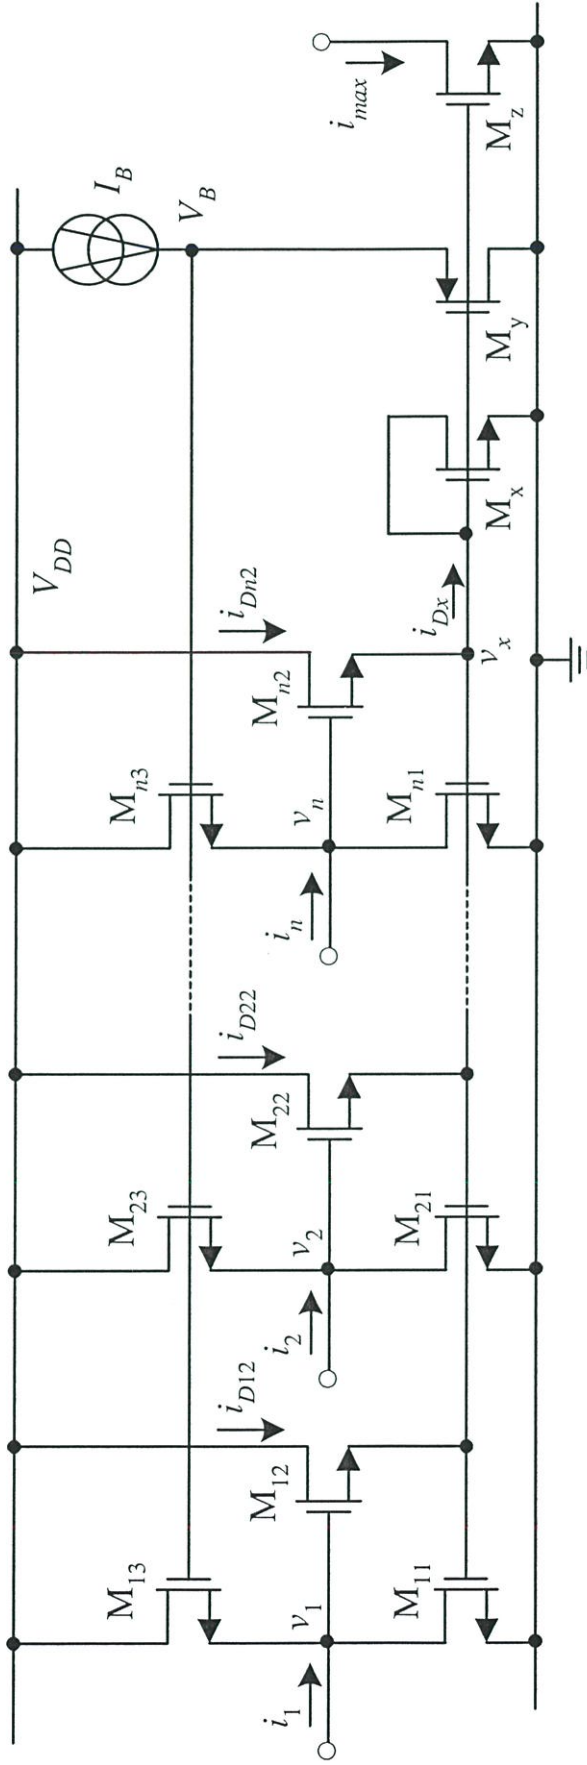 V_DD
I_B
V_B
M_13
M_23
M_n3
i_D12
i_D22
i_Dn2
M_12
M_22
M_n2
i_1
v_1
i_2
v_2
i_n
v_n
i_max
M_11
M_21
M_n1
i_Dx
v_x
M_x
M_y
M_z